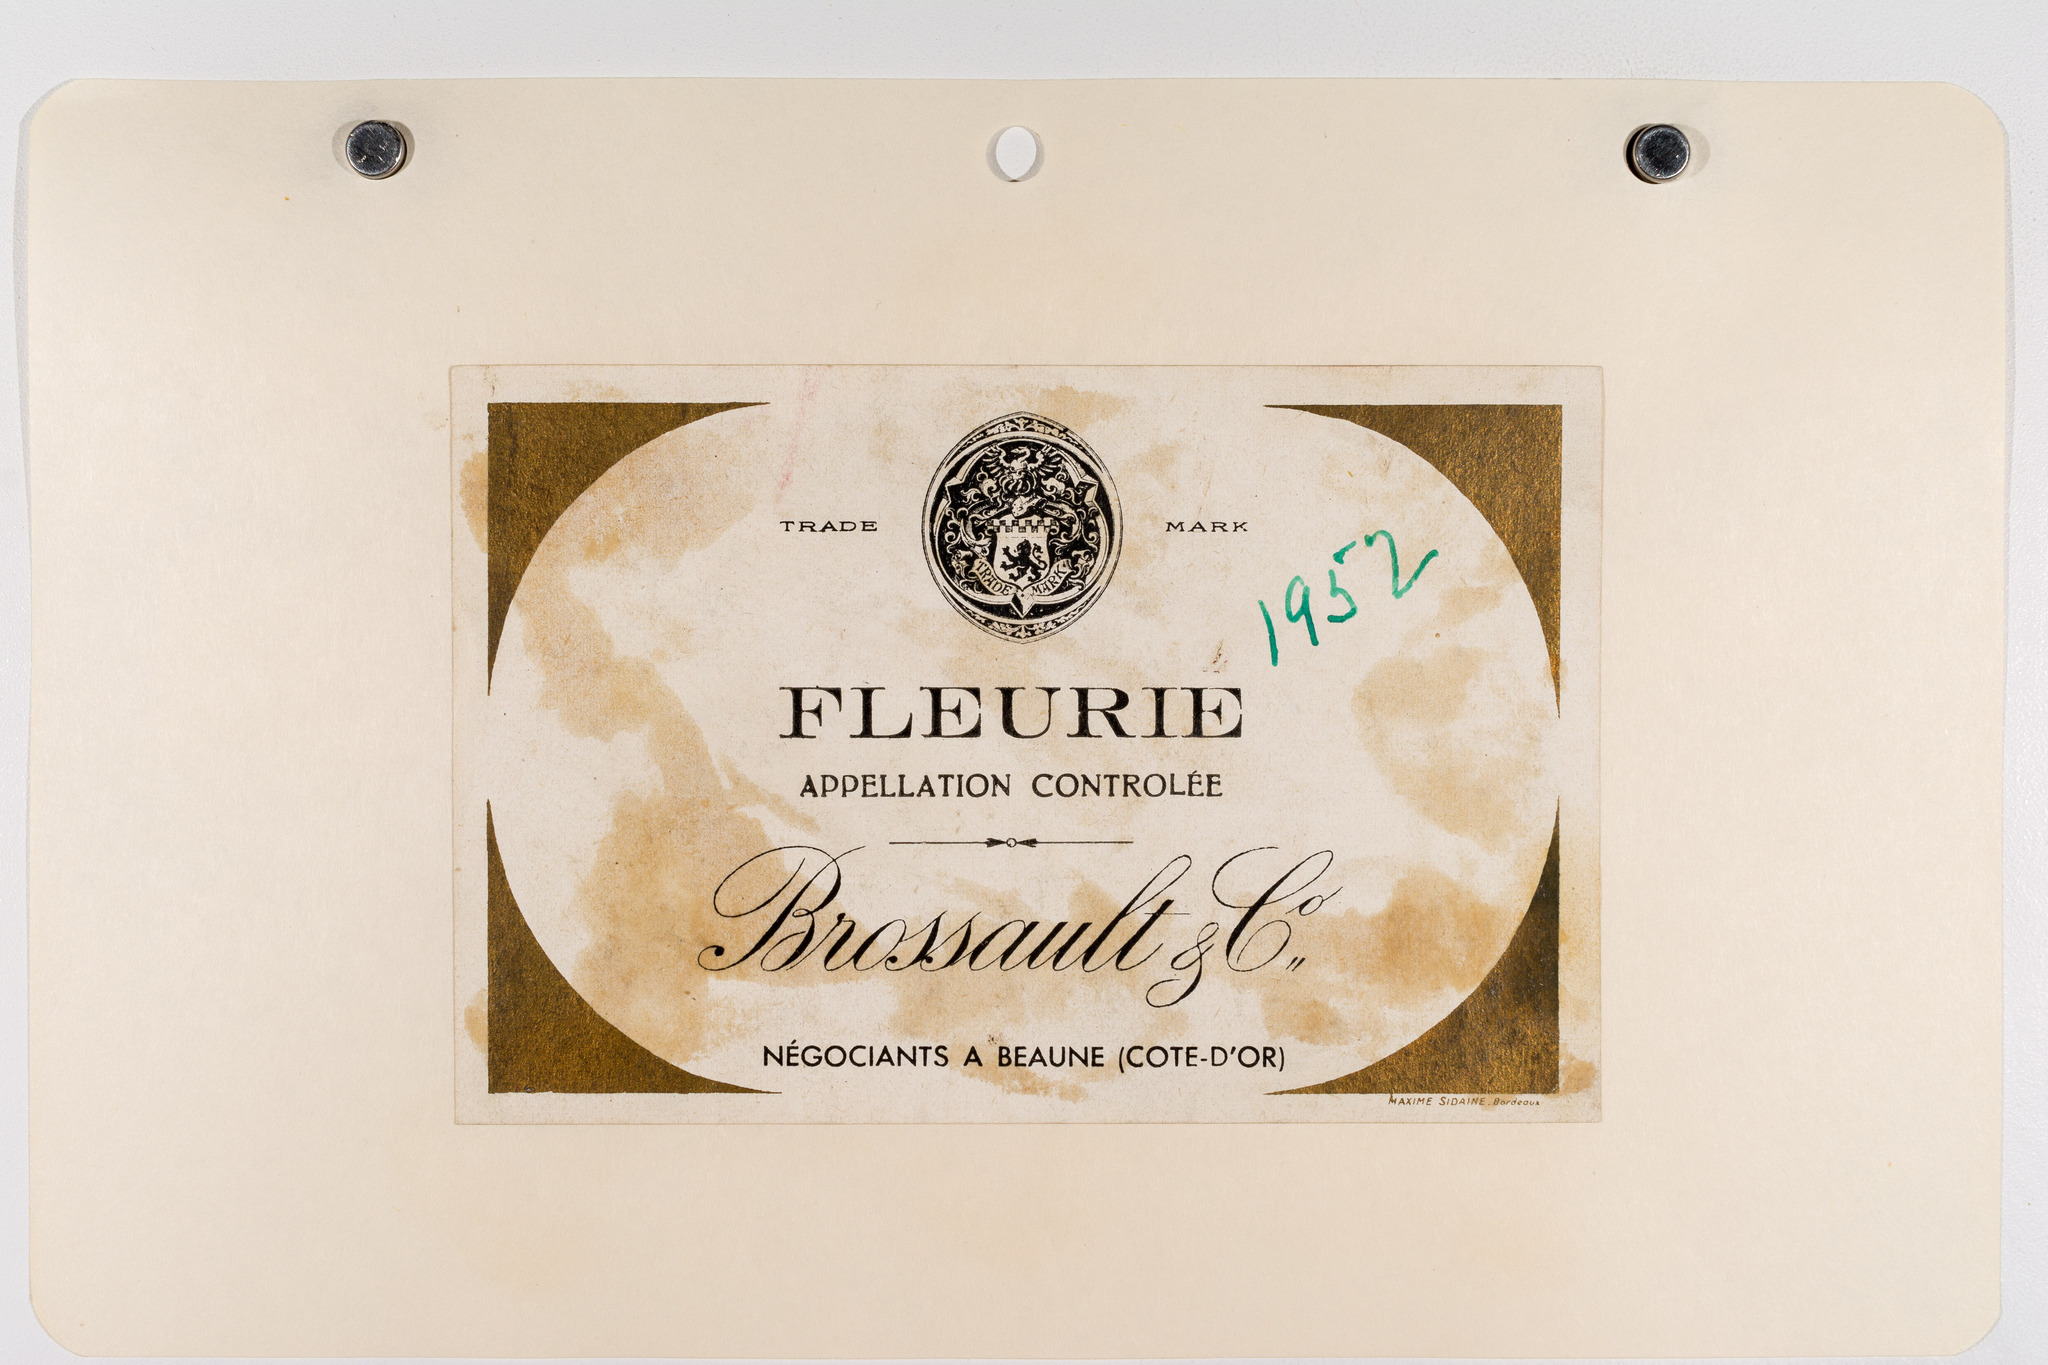 TRADE MARK
TRADE MARK
1952
FLEURIE
APPELLATION CONTROLÉE
Brossault & Co
NÉGOCIANTS A BEAUNE (COTE-D'OR)
MAXIME SIDAINE. Bordeaux